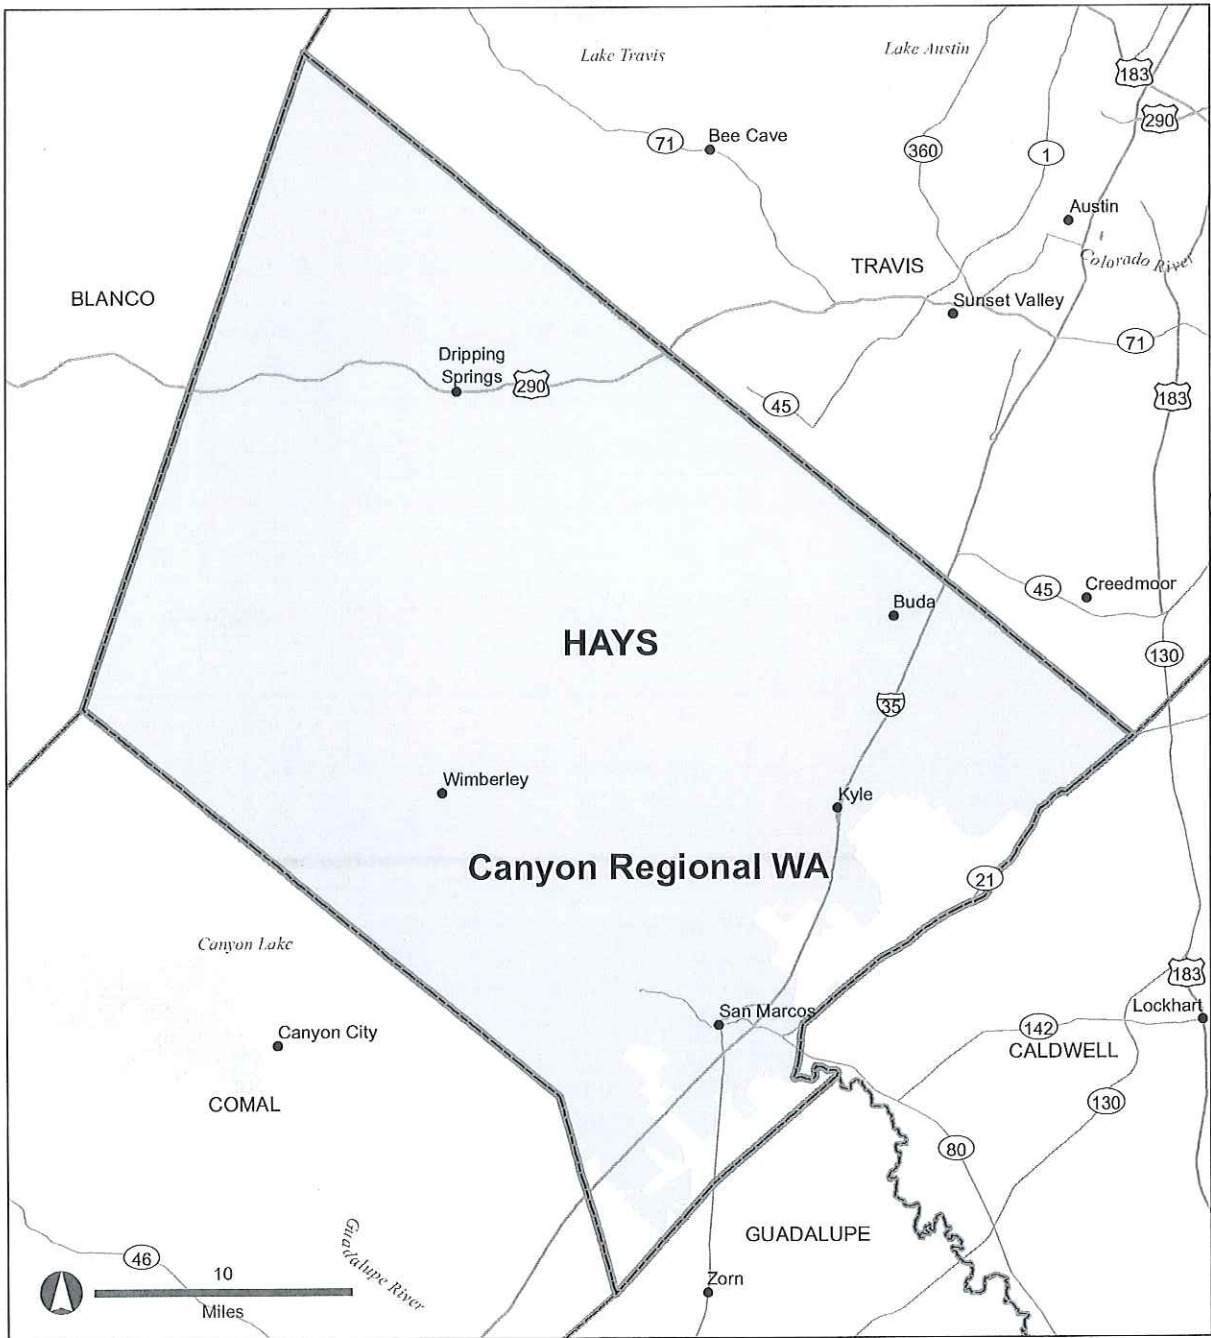 Lake Travis
Lake Austin
183
290
71
Bee Cave
360
1
Austin
Colorado River
TRAVIS
BLANCO
Sunset Valley
71
Dripping
Springs
290
183
45
45
Creedmoor
Buda
HAYS
130
35
Wimberley
Kyle
Canyon Regional WA
21
Canyon Lake
183
San Marcos
Lockhart
Canyon City
142
CALDWELL
COMAL
130
80
GUADALUPE
46
Guadalupe River
10
Miles
Zorn